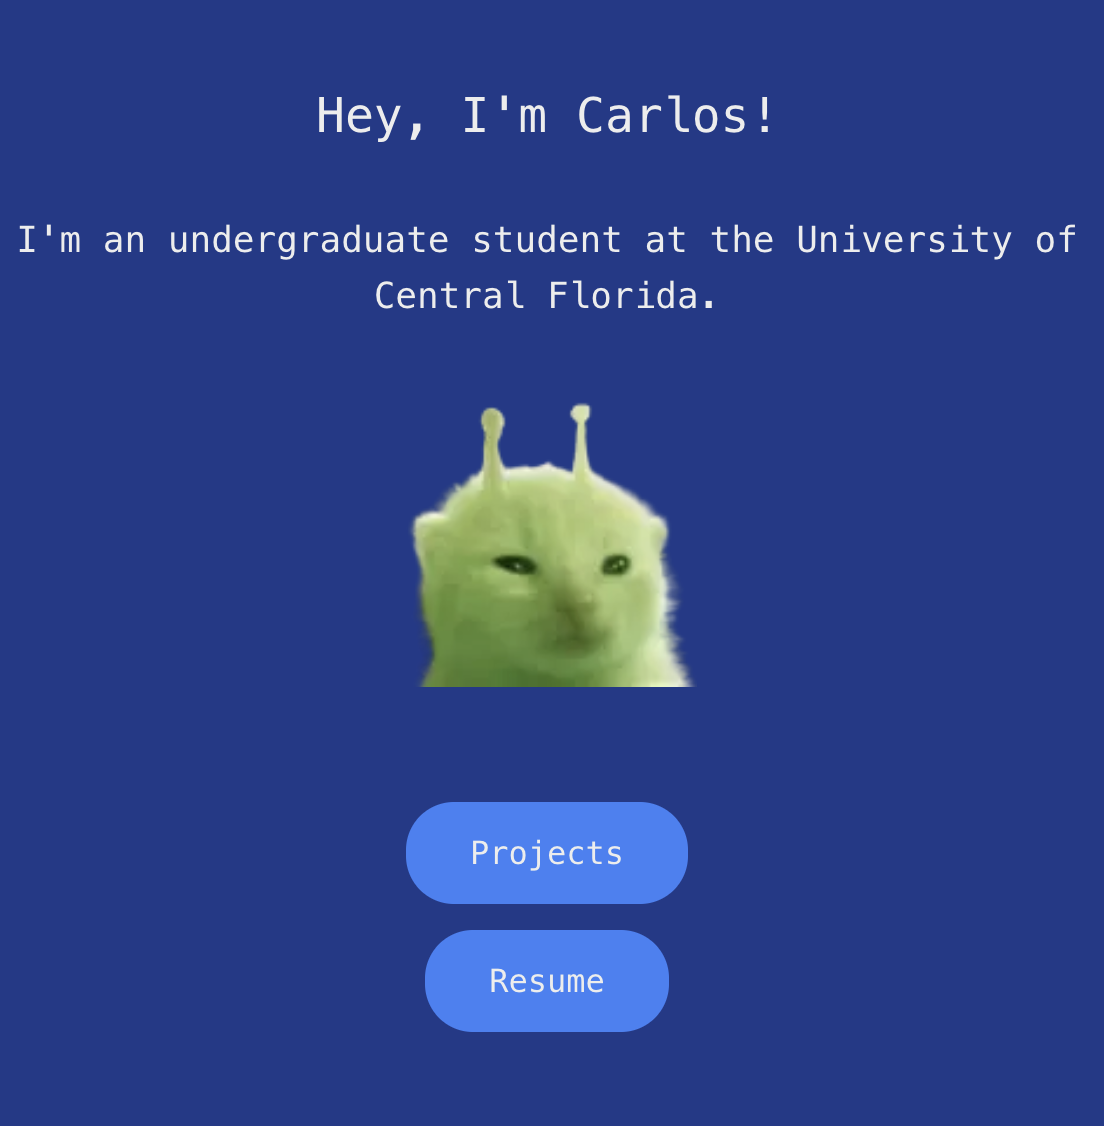 Hey, I'm Carlos!
I'm an undergraduate student at the University of
Central Florida.
Projects
Resume